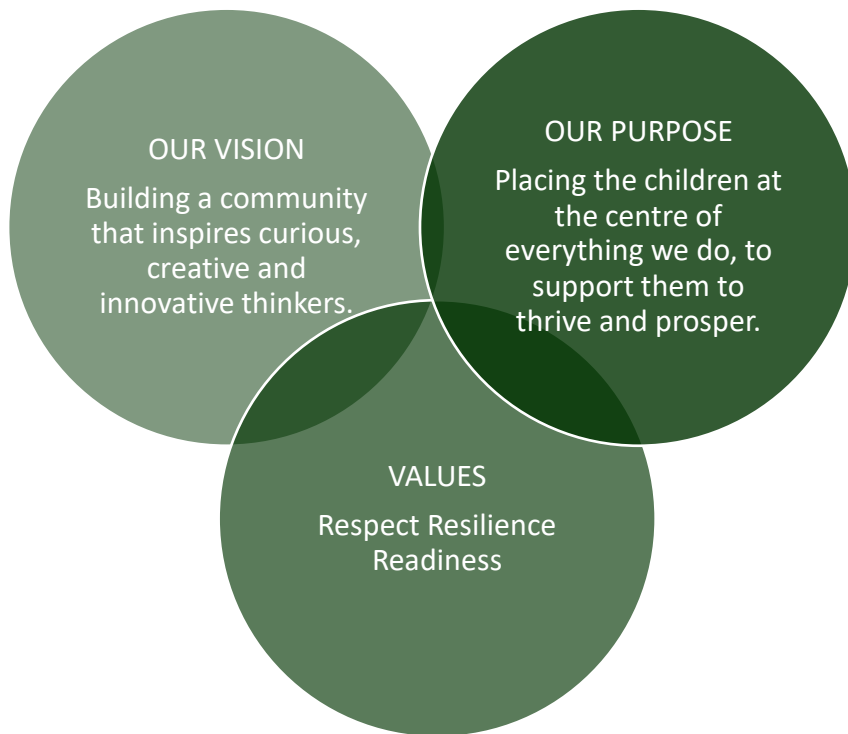 OUR VISION
Building a community
that inspires curious,
creative and
innovative thinkers.
OUR PURPOSE
Placing the children at
the centre of
everything we do, to
support them to
thrive and prosper.
VALUES
Respect Resilience
Readiness